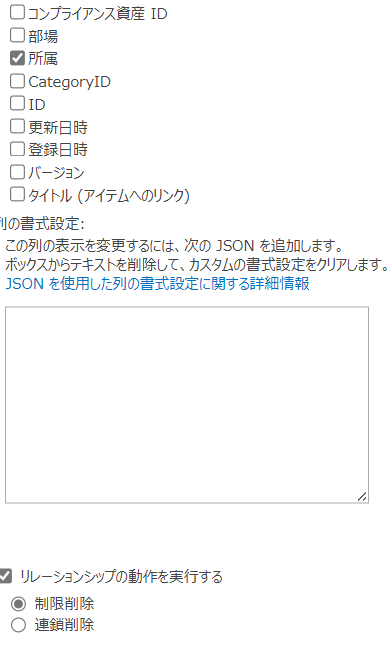 コンプライアンス資産 ID
部場
所属
CategoryID
ID
更新日時
登録日時
バージョン
タイトル (アイテムへのリンク)
列の書式設定:
この列の表示を変更するには、次の JSON を追加します。
ボックスからテキストを削除して、カスタムの書式設定をクリアします。
JSON を使用した列の書式設定に関する詳細情報
リレーションシップの動作を実行する
制限削除
連鎖削除